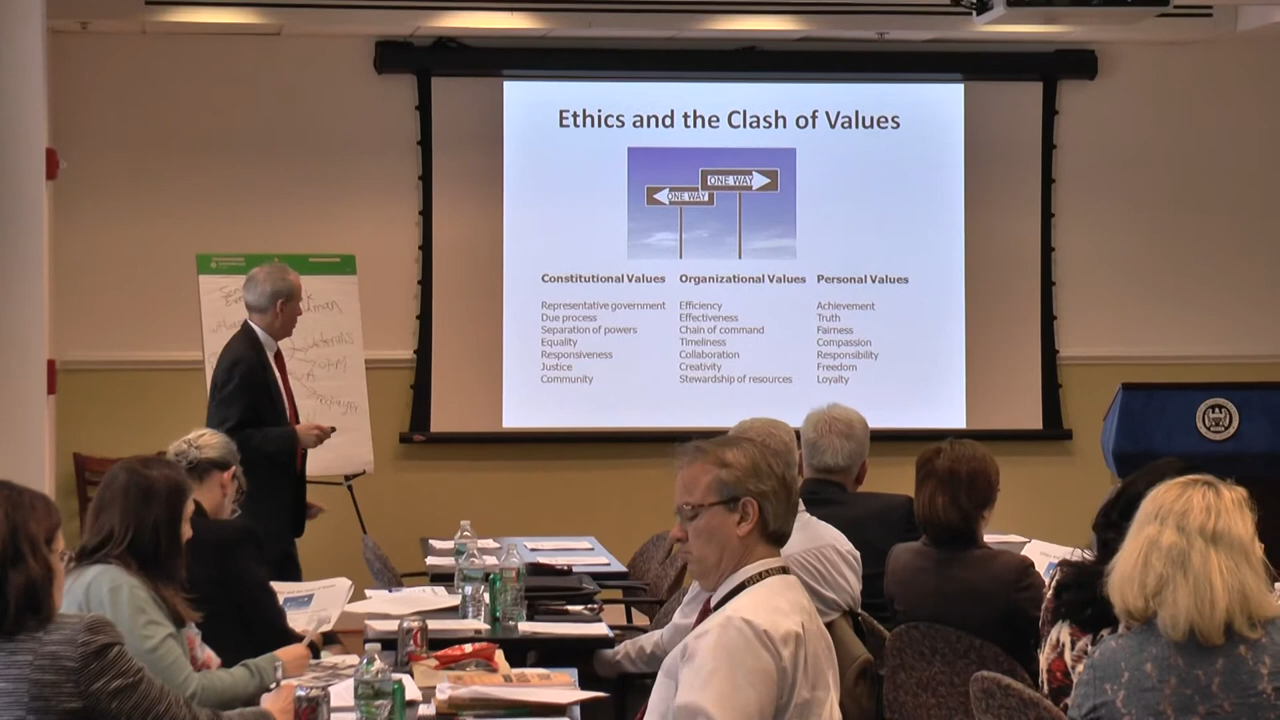 Ethics and the Clash of Values
ONE WAY
ONE WAY
Constitutional Values
Representative government
Due process
Separation of powers
Equality
Responsiveness
Justice
Community
Organizational Values
Efficiency
Effectiveness
Chain of command
Timeliness
Collaboration
Creativity
Stewardship of resources
Personal Values
Achievement
Truth
Fairness
Compassion
Responsibility
Freedom
Loyalty
GRAND